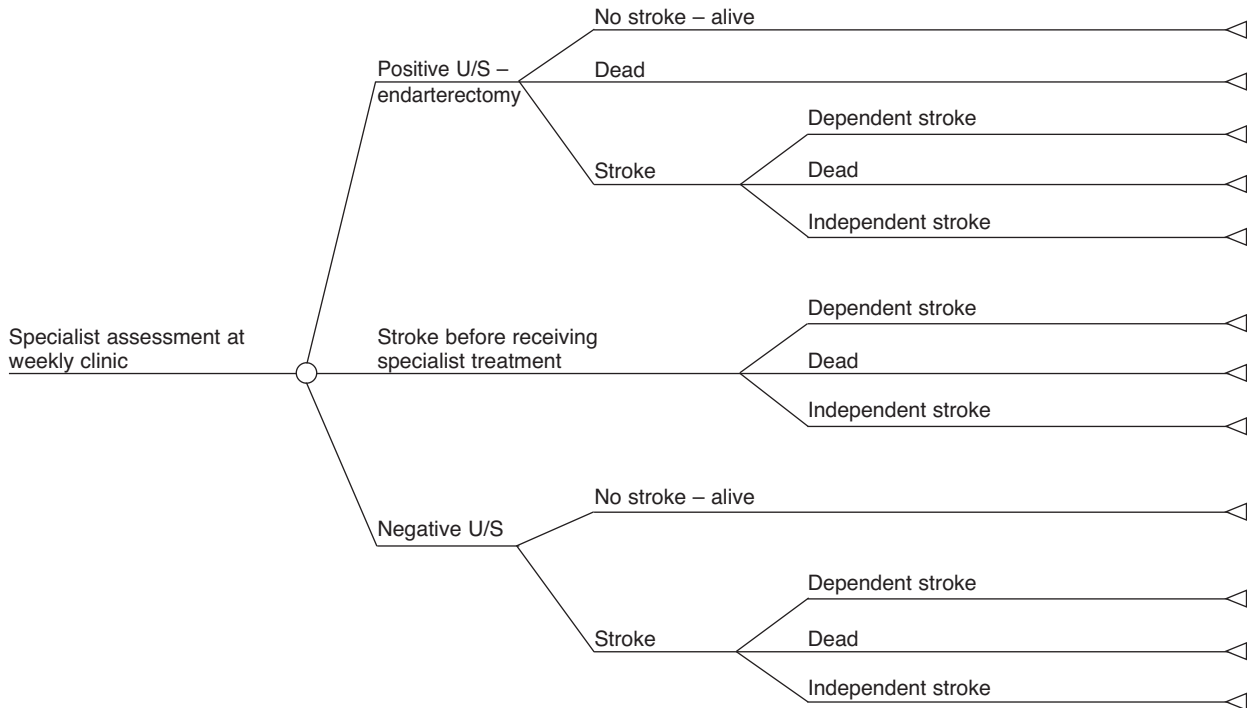 No stroke – alive
Positive U/S –
endarterectomy
Dead
Dependent stroke
Stroke
Dead
Independent stroke
Specialist assessment at
weekly clinic
Stroke before receiving
specialist treatment
Dependent stroke
Dead
Independent stroke
No stroke – alive
Negative U/S
Dependent stroke
Stroke
Dead
Independent stroke